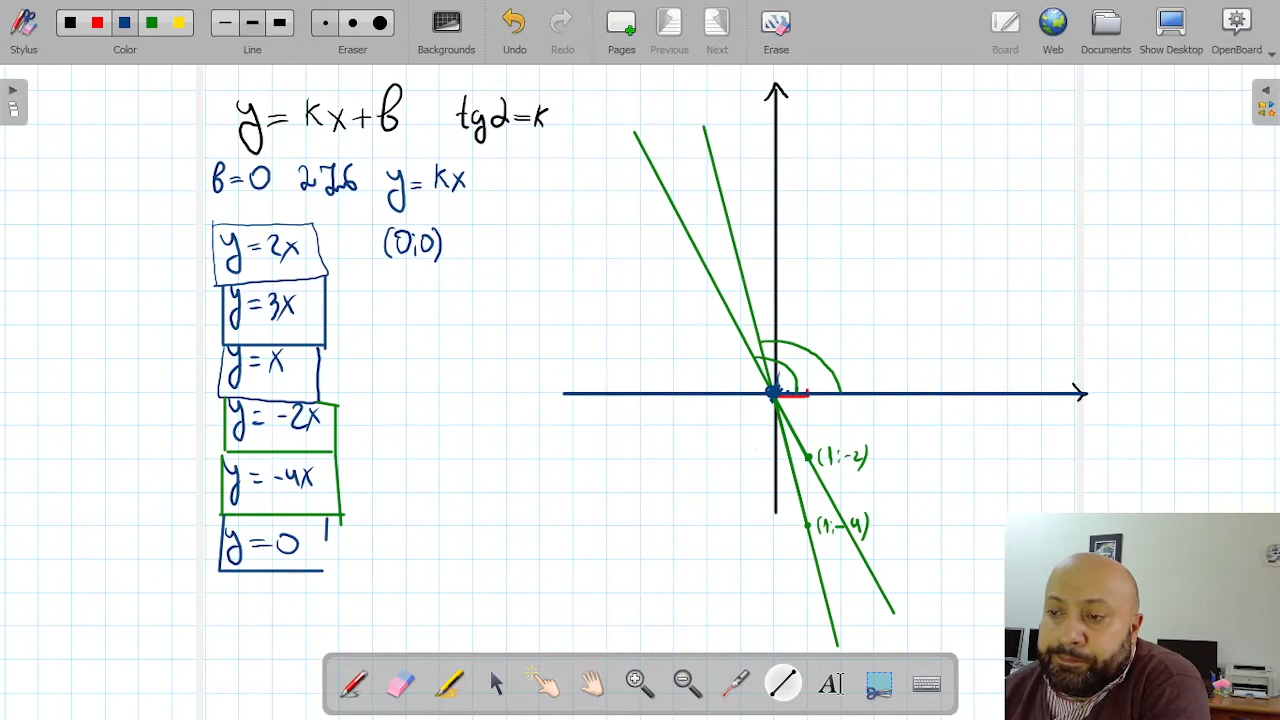 Stylus Color Line Eraser Backgrounds Undo Redo Pages Previous Next Erase Board Web Documents Show Desktop OpenBoard
y = kx + b tgα = k
b = 0 y = kx
y = 2x (0;0)
y = 3x
y = x
y = -2x
y = -4x (1;-2)
y = 0 (1;-4)